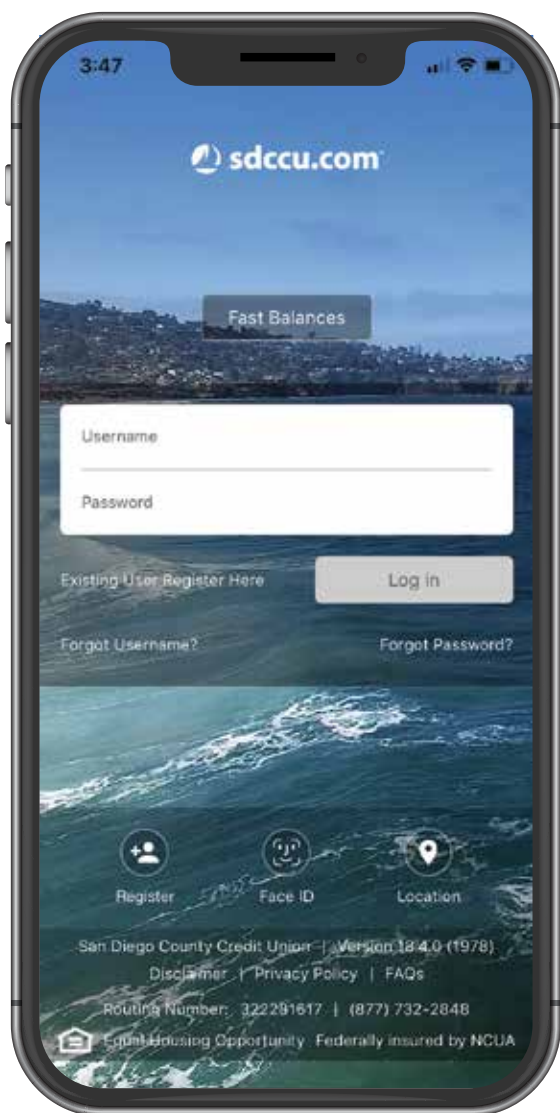 3:47
sdccu.com
Fast Balances
Username
Password
Existing User Register Here
Log in
Forgot Username?
Forgot Password?
Register
Face ID
Location
San Diego County Credit Union | Version 18.4.0 (1978)
Disclaimer | Privacy Policy | FAQs
Routing Number: 322281617 | (877) 732-2848
Equal Housing Opportunity Federally insured by NCUA